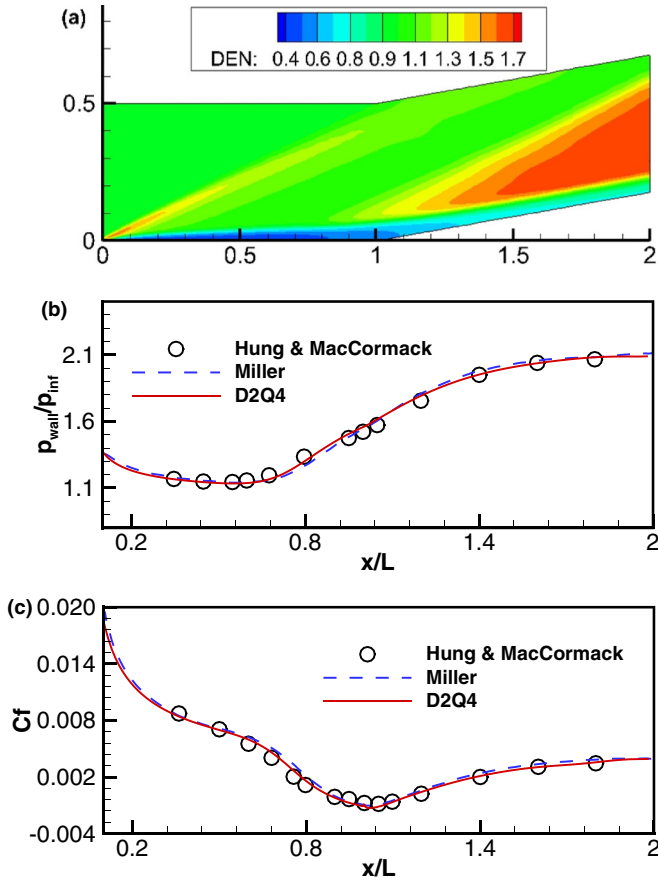 (a)
DEN: 0.4 0.6 0.8 0.9 1.1 1.3 1.5 1.7
0.5
0
0 0.5 1 1.5 2
(b)
2.1
1.6
1.1
p_wall/p_inf
Hung & MacCormack
Miller
D2Q4
0.2 0.8 1.4 2
x/L
(c)
0.020
0.014
0.008
0.002
-0.004
Cf
Hung & MacCormack
Miller
D2Q4
0.2 0.8 1.4 2
x/L